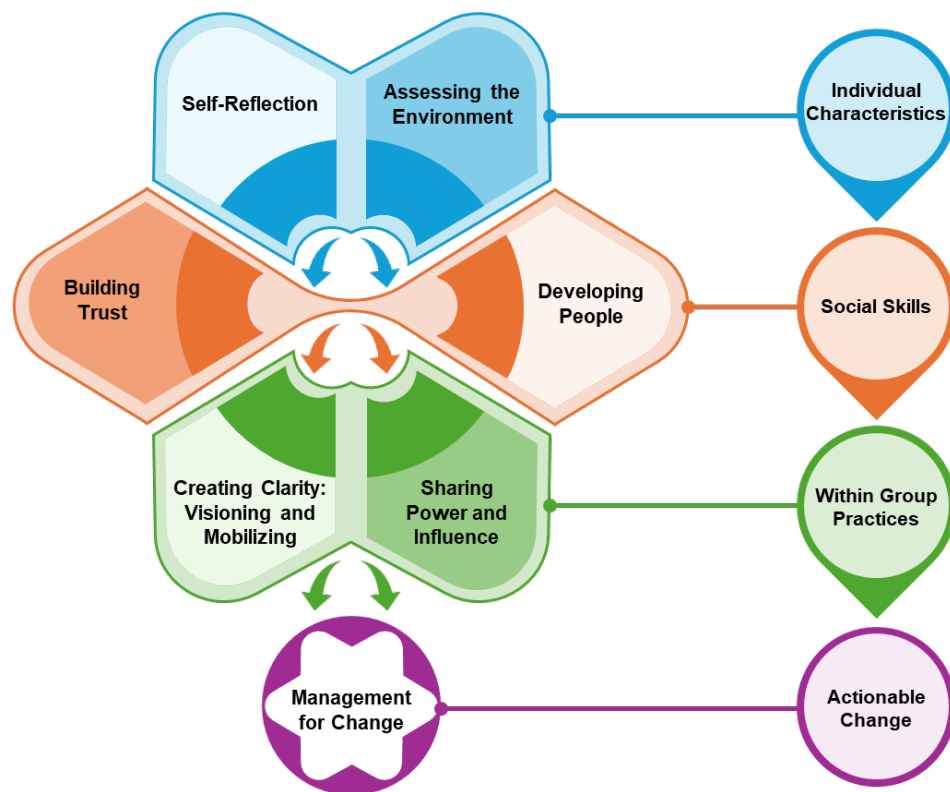 Self-Reflection
Assessing the
Environment
Individual
Characteristics
Building
Trust
Developing
People
Social Skills
Creating Clarity:
Visioning and
Mobilizing
Sharing
Power and
Influence
Within Group
Practices
Management
for Change
Actionable
Change